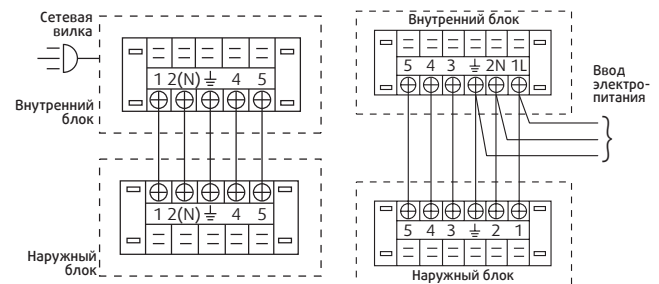 Сетевая
вилка
1 2(N) ⏚ 4 5
Внутренний
блок
1 2(N) ⏚ 4 5
Наружный
блок
Внутренний блок
5 4 3 ⏚ 2N 1L
Ввод
электро-
питания
5 4 3 ⏚ 2 1
Наружный блок